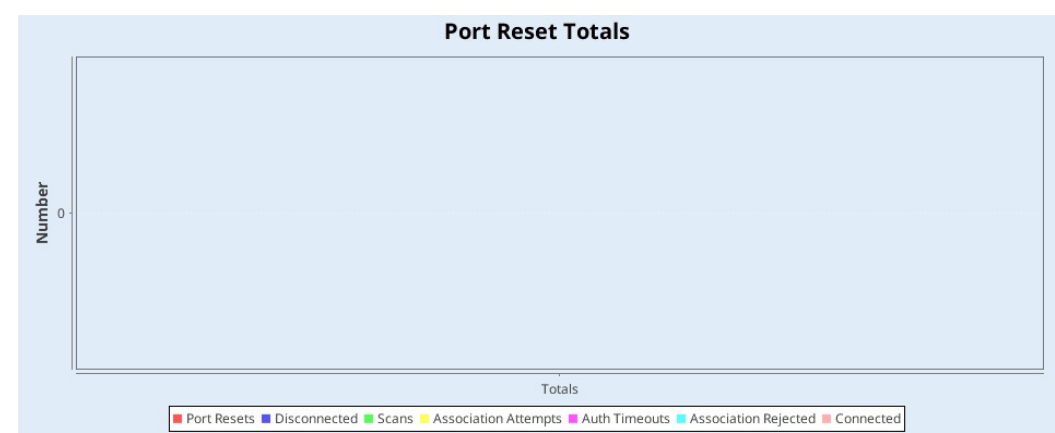 Port Reset Totals
Number
0
Totals
Port Resets Disconnected Scans Association Attempts Auth Timeouts Association Rejected Connected